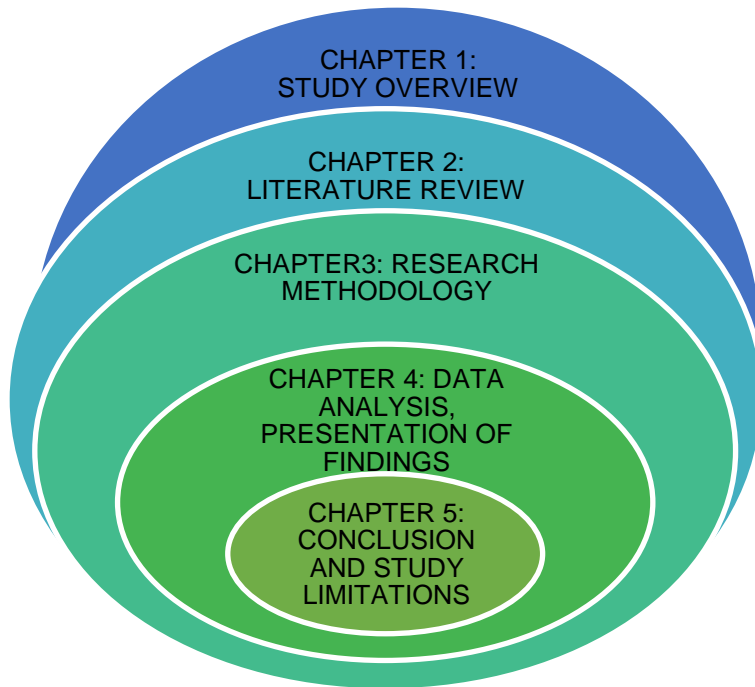 CHAPTER 1:
STUDY OVERVIEW
CHAPTER 2:
LITERATURE REVIEW
CHAPTER3: RESEARCH
METHODOLOGY
CHAPTER 4: DATA
ANALYSIS,
PRESENTATION OF
FINDINGS
CHAPTER 5:
CONCLUSION
AND STUDY
LIMITATIONS